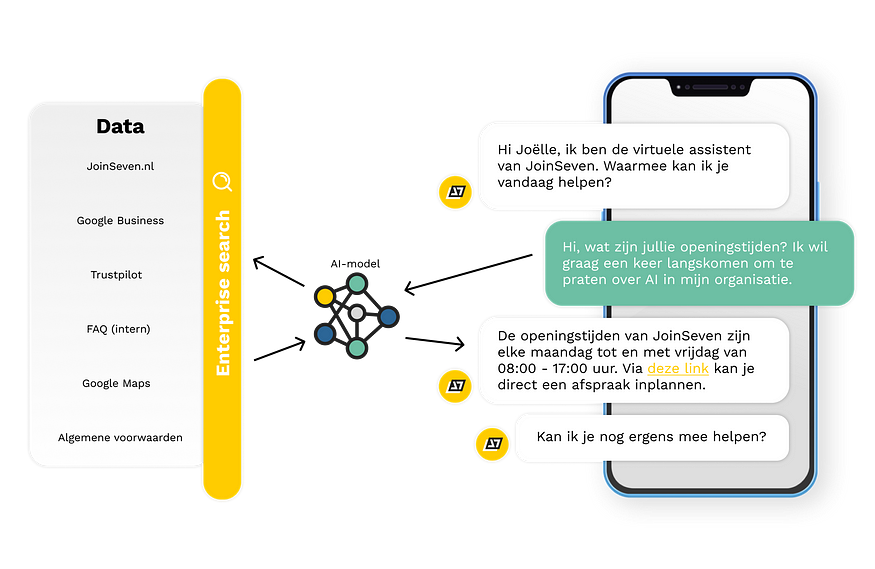 Data
JoinSeven.nl
Google Business
Trustpilot
FAQ (intern)
Google Maps
Algemene voorwaarden
Enterprise search
AI-model
Hi Joëlle, ik ben de virtuele assistent
van JoinSeven. Waarmee kan ik je
vandaag helpen?
Hi, wat zijn jullie openingstijden? Ik wil
graag een keer langskomen om te
praten over AI in mijn organisatie.
De openingstijden van JoinSeven zijn
elke maandag tot en met vrijdag van
08:00 - 17:00 uur. Via deze link kan je
direct een afspraak inplannen.
Kan ik je nog ergens mee helpen?